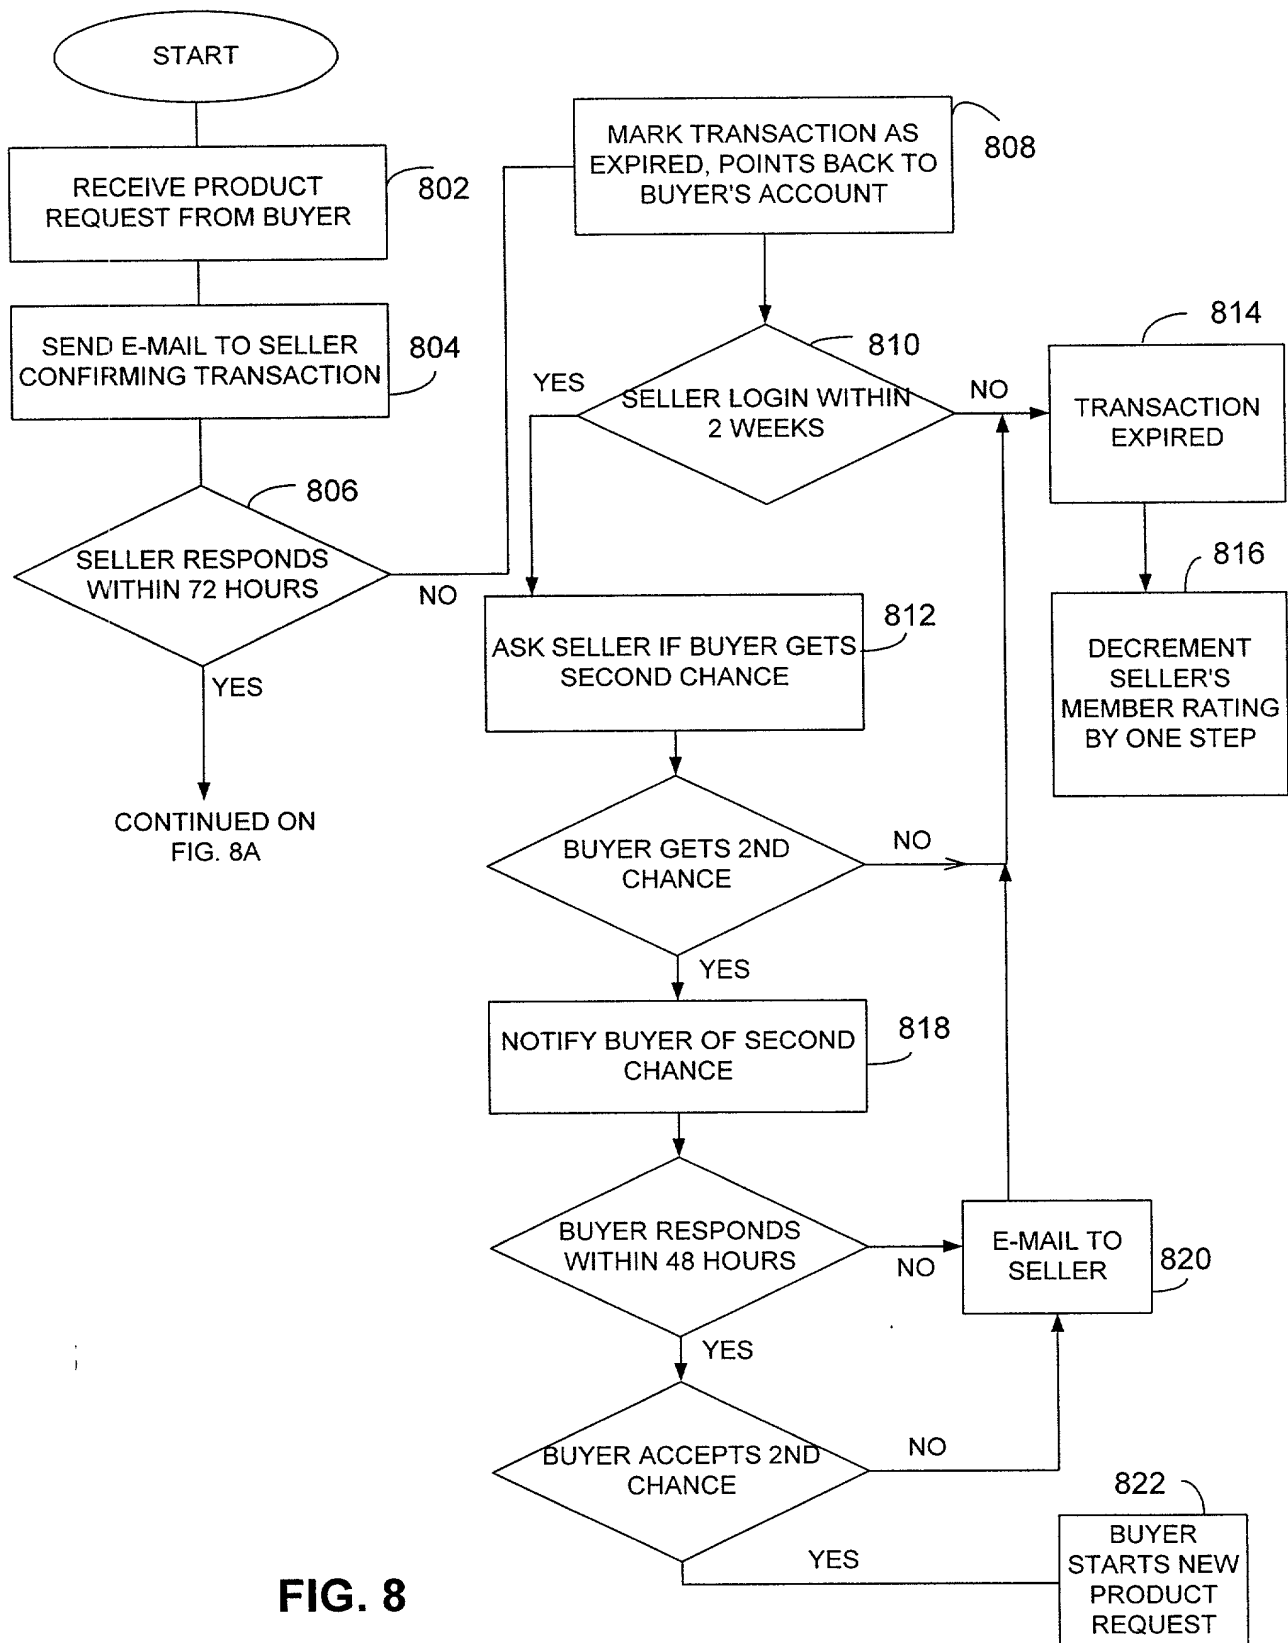 START
RECEIVE PRODUCT
REQUEST FROM BUYER
802
SEND E-MAIL TO SELLER
CONFIRMING TRANSACTION
804
806
SELLER RESPONDS
WITHIN 72 HOURS
NO
YES
CONTINUED ON
FIG. 8A
MARK TRANSACTION AS
EXPIRED, POINTS BACK TO
BUYER'S ACCOUNT
808
810
YES
SELLER LOGIN WITHIN
2 WEEKS
NO
814
TRANSACTION
EXPIRED
816
DECREMENT
SELLER'S
MEMBER RATING
BY ONE STEP
812
ASK SELLER IF BUYER GETS
SECOND CHANCE
BUYER GETS 2ND
CHANCE
NO
YES
NOTIFY BUYER OF SECOND
CHANCE
818
BUYER RESPONDS
WITHIN 48 HOURS
NO
E-MAIL TO
SELLER
820
YES
BUYER ACCEPTS 2ND
CHANCE
NO
YES
822
BUYER
STARTS NEW
PRODUCT
REQUEST
FIG. 8